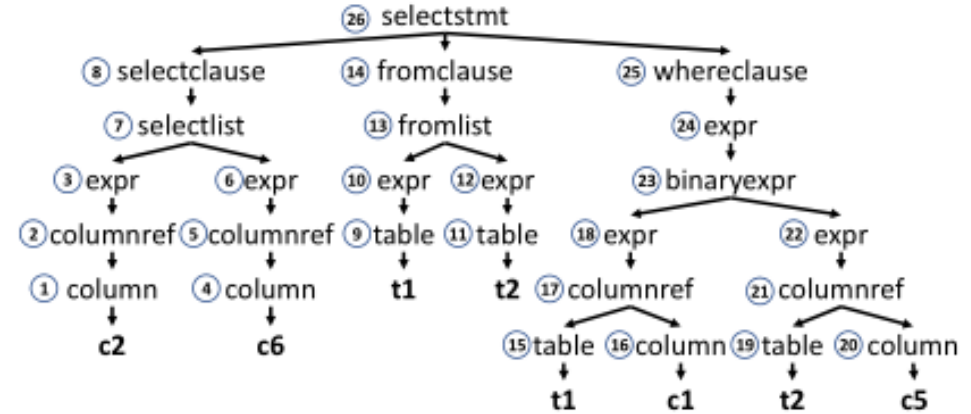 26 selectstmt
8 selectclause 14 fromclause 25 whereclause
7 selectlist 13 fromlist 24 expr
3 expr 6 expr 10 expr 12 expr 23 binaryexpr
2 columnref 5 columnref 9 table 11 table 18 expr 22 expr
1 column 4 column t1 t2 17 columnref 21 columnref
c2 c6 15 table 16 column 19 table 20 column
t1 c1 t2 c5